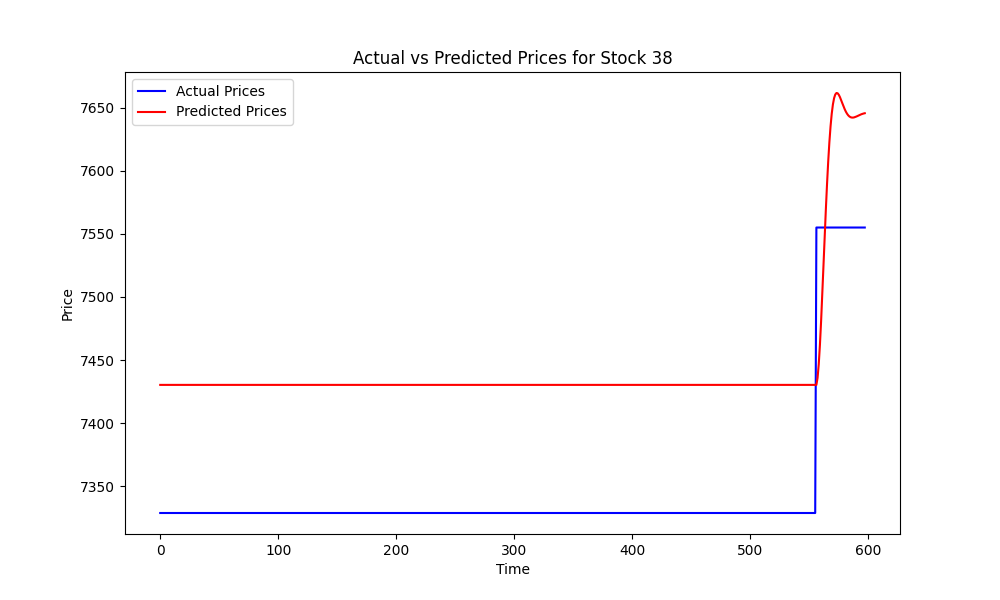 Actual vs Predicted Prices for Stock 38
Actual Prices
Predicted Prices
7650
7600
7550
7500
7450
7400
7350
Price
0 100 200 300 400 500 600
Time